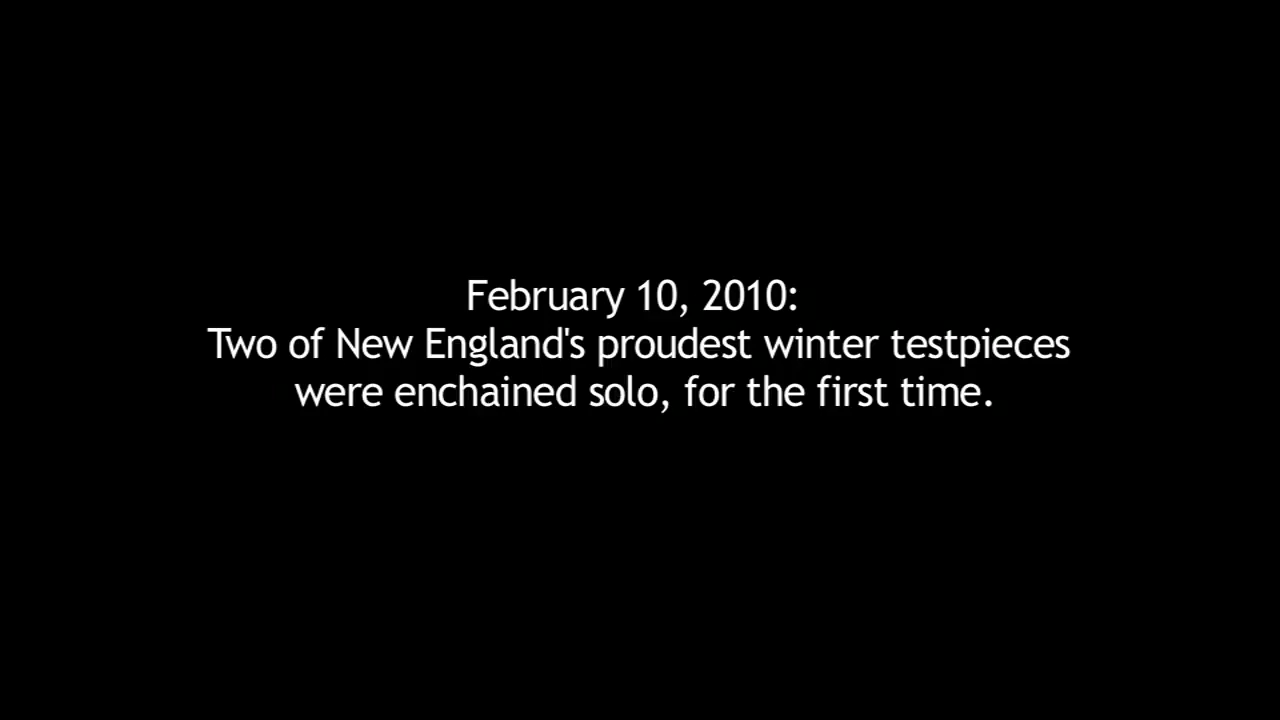 February 10, 2010:
Two of New England's proudest winter testpieces
were enchained solo, for the first time.